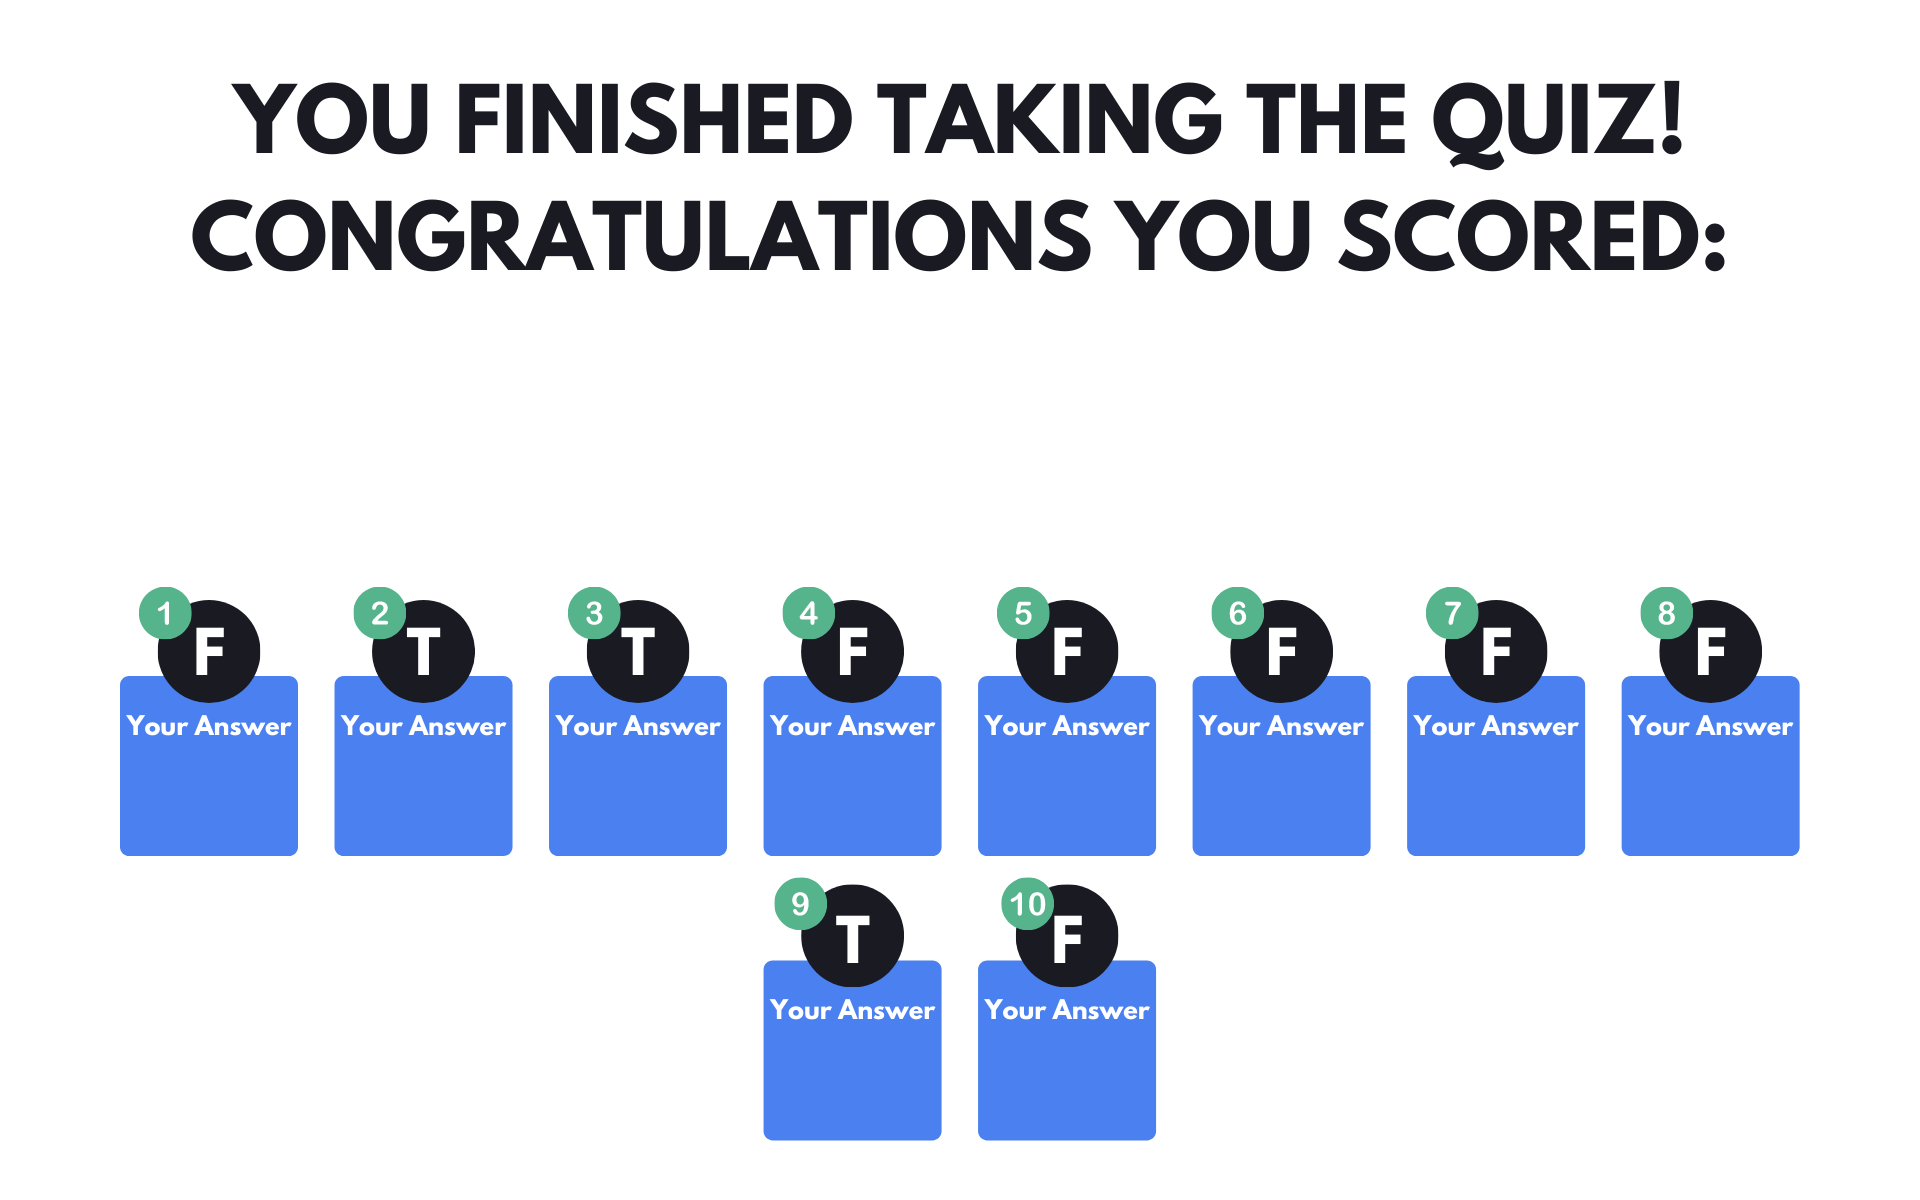 YOU FINISHED TAKING THE QUIZ!
CONGRATULATIONS YOU SCORED:
1 F
2 T
3 T
4 F
5 F
6 F
7 F
8 F
Your Answer Your Answer Your Answer Your Answer Your Answer Your Answer Your Answer Your Answer
9 T
10 F
Your Answer Your Answer